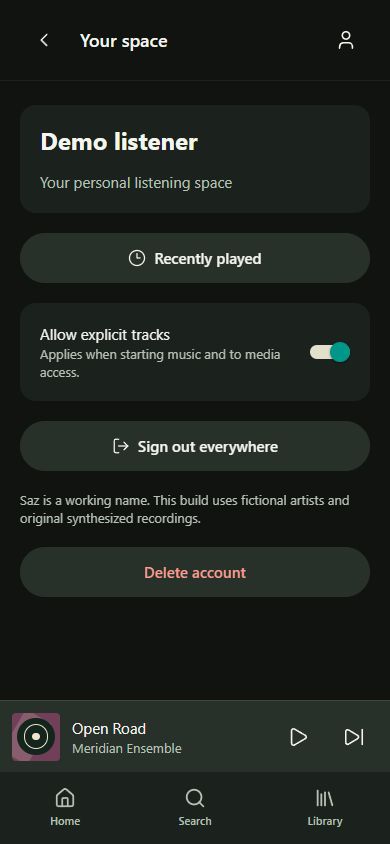 Your space
Demo listener
Your personal listening space
Recently played
Allow explicit tracks
Applies when starting music and to media
access.
Sign out everywhere
Saz is a working name. This build uses fictional artists and
original synthesized recordings.
Delete account
Open Road
Meridian Ensemble
Home
Search
Library